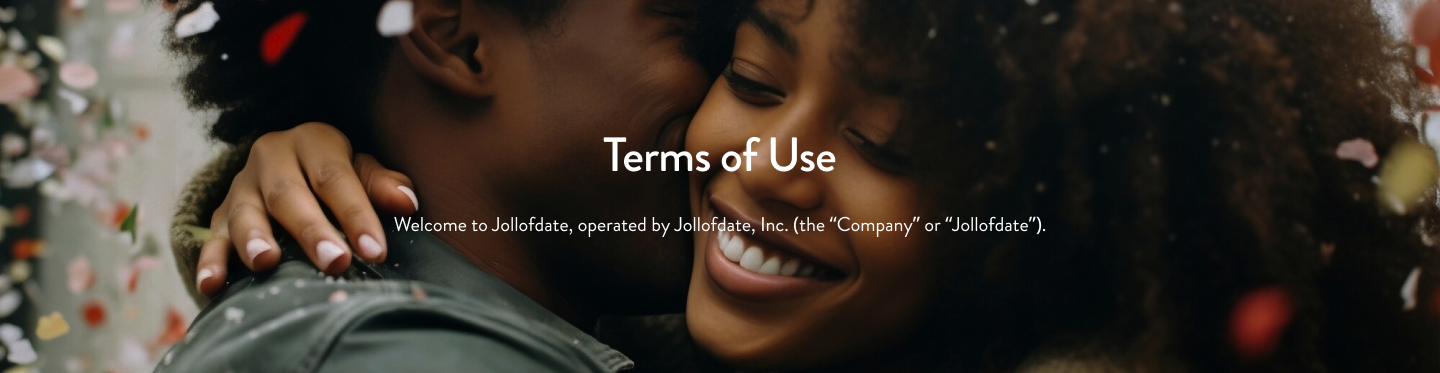 Terms of Use
Welcome to Jollofdate, operated by Jollofdate, Inc. (the “Company” or “Jollofdate”).